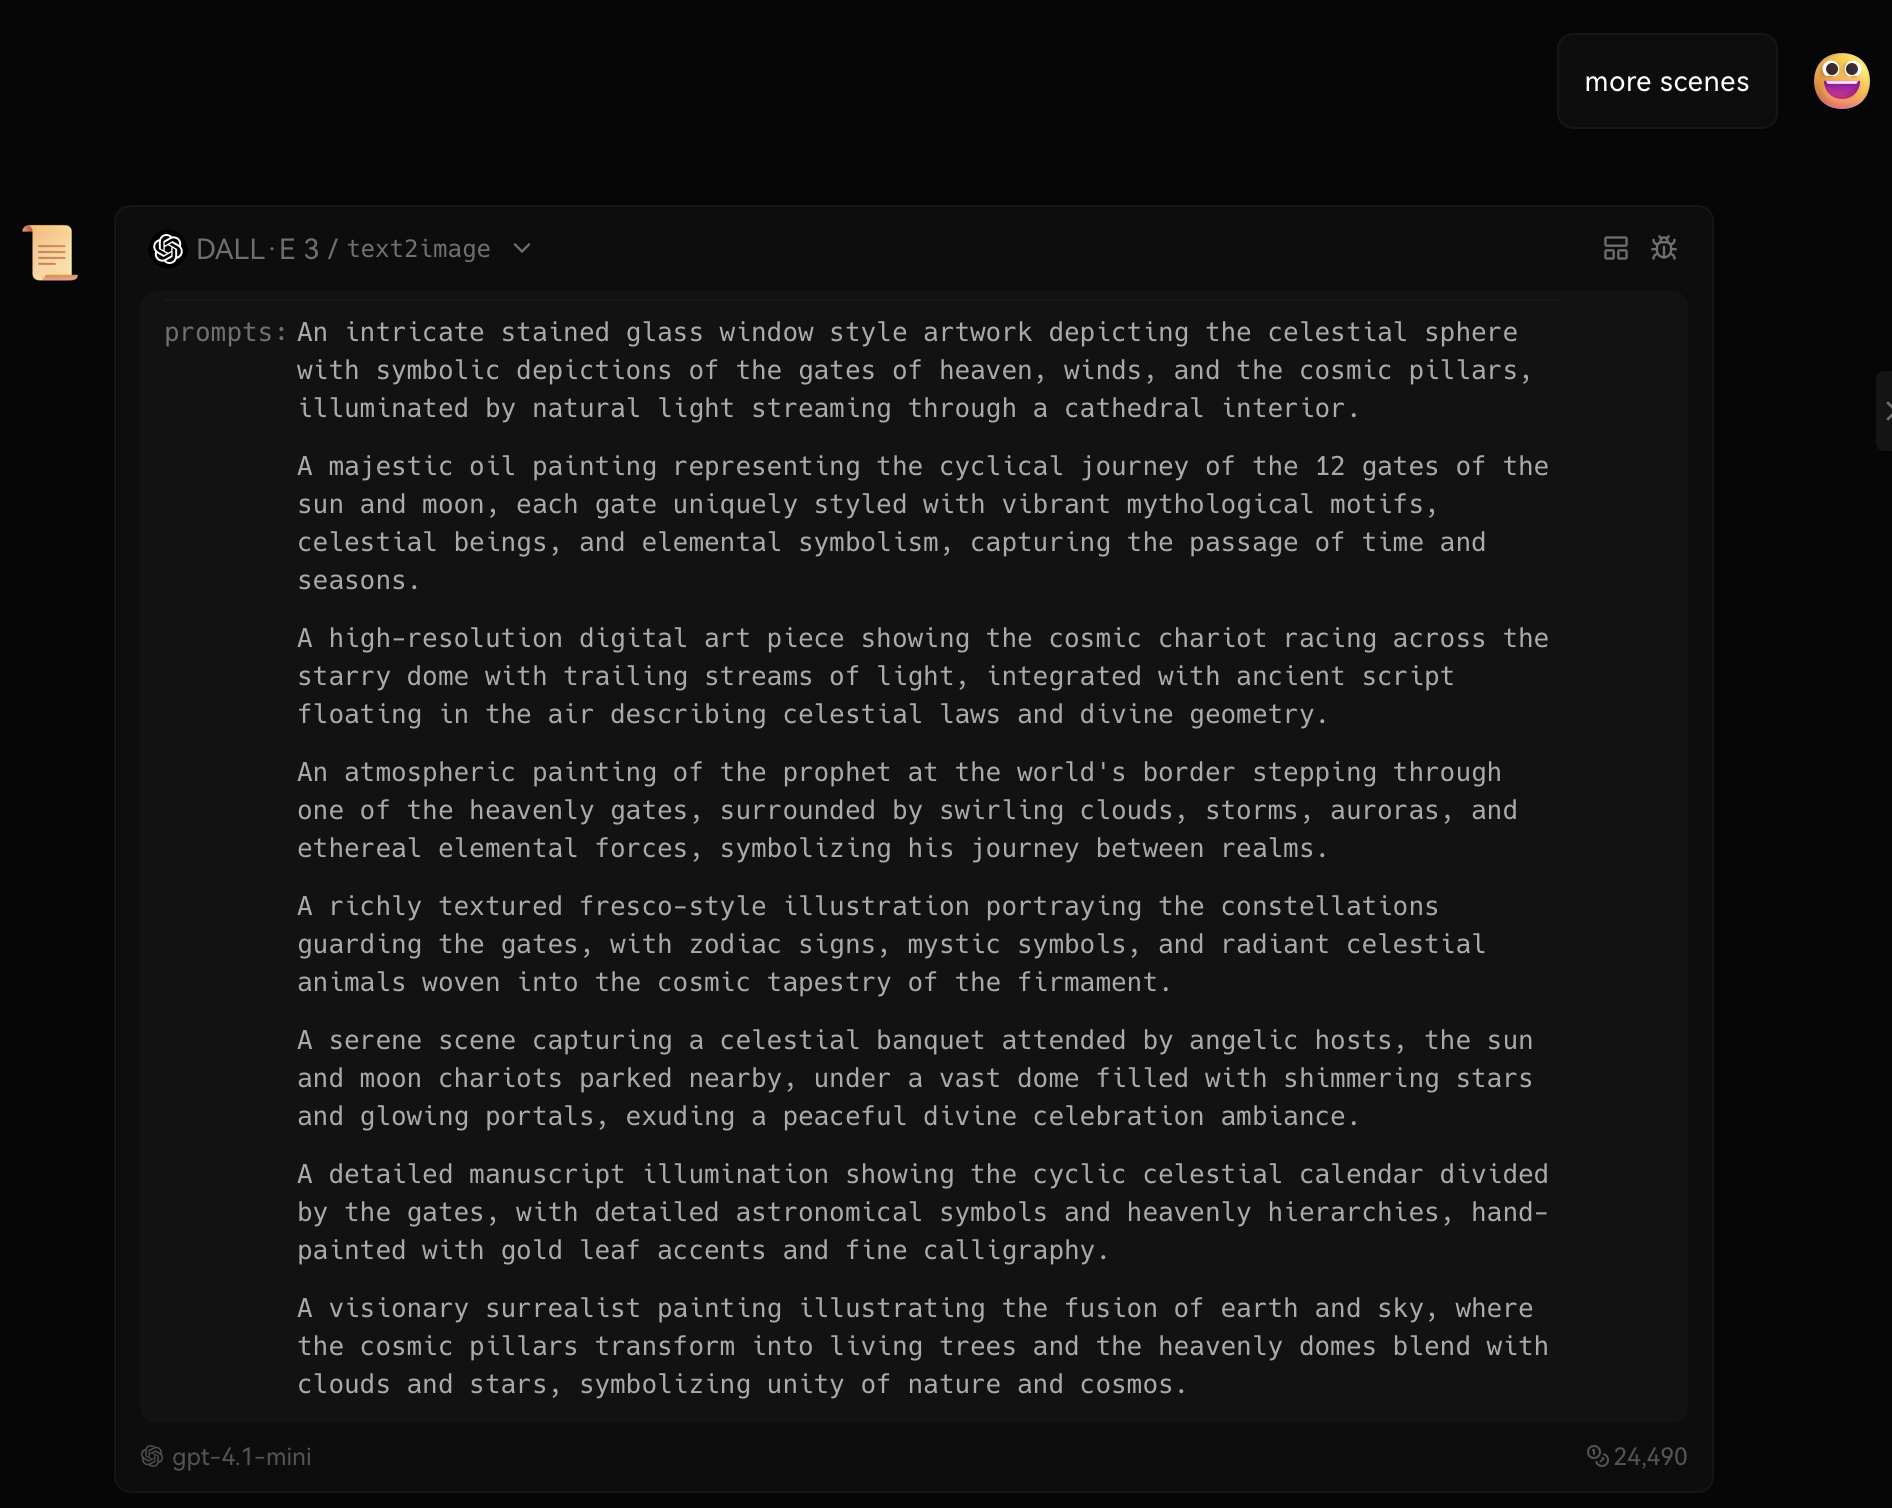 more scenes
DALL·E 3 / text2image
prompts: An intricate stained glass window style artwork depicting the celestial sphere
with symbolic depictions of the gates of heaven, winds, and the cosmic pillars,
illuminated by natural light streaming through a cathedral interior.
A majestic oil painting representing the cyclical journey of the 12 gates of the
sun and moon, each gate uniquely styled with vibrant mythological motifs,
celestial beings, and elemental symbolism, capturing the passage of time and
seasons.
A high-resolution digital art piece showing the cosmic chariot racing across the
starry dome with trailing streams of light, integrated with ancient script
floating in the air describing celestial laws and divine geometry.
An atmospheric painting of the prophet at the world's border stepping through
one of the heavenly gates, surrounded by swirling clouds, storms, auroras, and
ethereal elemental forces, symbolizing his journey between realms.
A richly textured fresco-style illustration portraying the constellations
guarding the gates, with zodiac signs, mystic symbols, and radiant celestial
animals woven into the cosmic tapestry of the firmament.
A serene scene capturing a celestial banquet attended by angelic hosts, the sun
and moon chariots parked nearby, under a vast dome filled with shimmering stars
and glowing portals, exuding a peaceful divine celebration ambiance.
A detailed manuscript illumination showing the cyclic celestial calendar divided
by the gates, with detailed astronomical symbols and heavenly hierarchies, hand-
painted with gold leaf accents and fine calligraphy.
A visionary surrealist painting illustrating the fusion of earth and sky, where
the cosmic pillars transform into living trees and the heavenly domes blend with
clouds and stars, symbolizing unity of nature and cosmos.
gpt-4.1-mini
24,490